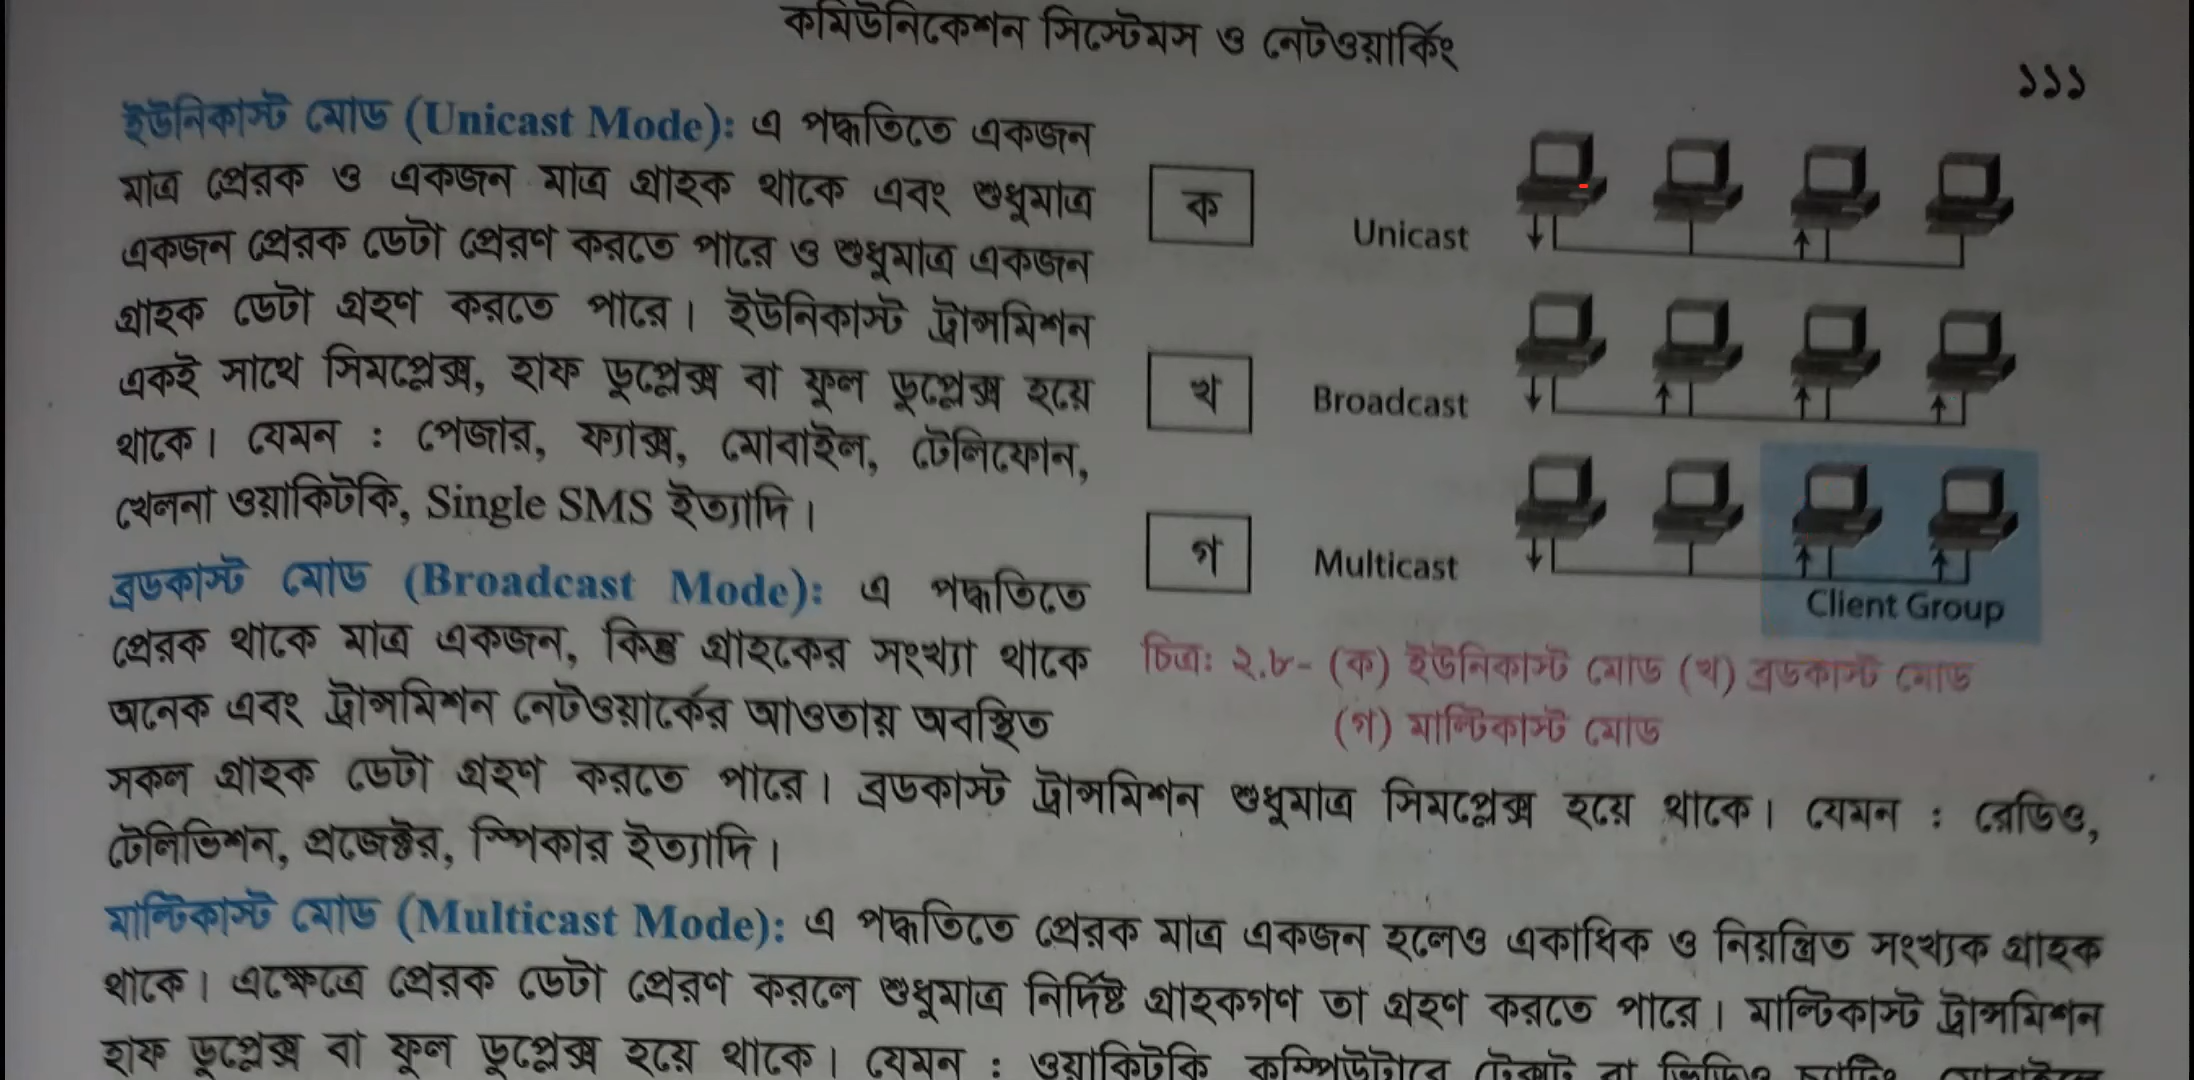 কমিউনিকেশন সিস্টেমস ও নেটওয়ার্কিং
১১১
ইউনিকাস্ট মোড (Unicast Mode): এ পদ্ধতিতে একজন
মাত্র প্রেরক ও একজন মাত্র গ্রাহক থাকে এবং শুধুমাত্র
একজন প্রেরক ডেটা প্রেরণ করতে পারে ও শুধুমাত্র একজন
গ্রাহক ডেটা গ্রহণ করতে পারে। ইউনিকাস্ট ট্রান্সমিশন
একই সাথে সিমপ্লেক্স, হাফ ডুপ্লেক্স বা ফুল ডুপ্লেক্স হয়ে
থাকে। যেমন : পেজার, ফ্যাক্স, মোবাইল, টেলিফোন,
খেলনা ওয়াকিটকি, Single SMS ইত্যাদি।
ক
Unicast
খ
Broadcast
গ
Multicast
Client Group
চিত্র: ২.৮- (ক) ইউনিকাস্ট মোড (খ) ব্রডকাস্ট মোড
(গ) মাল্টিকাস্ট মোড
ব্রডকাস্ট মোড (Broadcast Mode): এ পদ্ধতিতে
প্রেরক থাকে মাত্র একজন, কিন্তু গ্রাহকের সংখ্যা থাকে
অনেক এবং ট্রান্সমিশন নেটওয়ার্কের আওতায় অবস্থিত
সকল গ্রাহক ডেটা গ্রহণ করতে পারে। ব্রডকাস্ট ট্রান্সমিশন শুধুমাত্র সিমপ্লেক্স হয়ে থাকে। যেমন : রেডিও,
টেলিভিশন, প্রজেক্টর, স্পিকার ইত্যাদি।
মাল্টিকাস্ট মোড (Multicast Mode): এ পদ্ধতিতে প্রেরক মাত্র একজন হলেও একাধিক ও নিয়ন্ত্রিত সংখ্যক গ্রাহক
থাকে। এক্ষেত্রে প্রেরক ডেটা প্রেরণ করলে শুধুমাত্র নির্দিষ্ট গ্রাহকগণ তা গ্রহণ করতে পারে। মাল্টিকাস্ট ট্রান্সমিশন
হাফ ডুপ্লেক্স বা ফুল ডুপ্লেক্স হয়ে থাকে। যেমন : ওয়াকিটকি